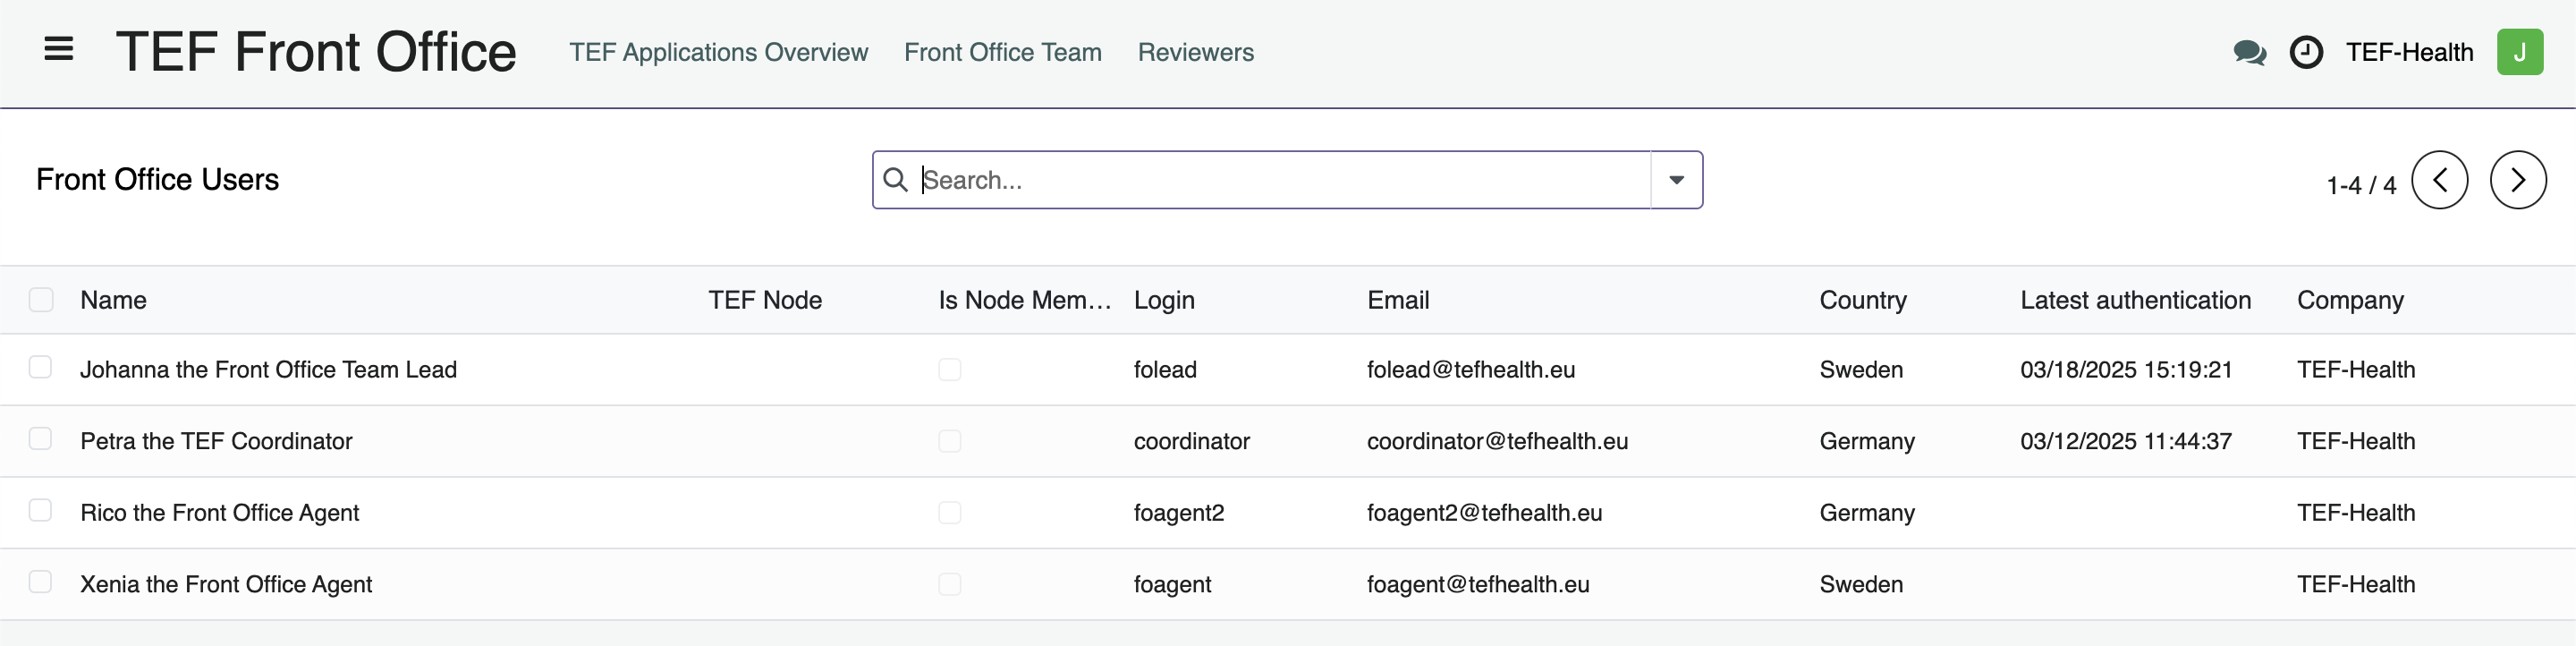 TEF Front Office TEF Applications Overview Front Office Team Reviewers TEF-Health J
Front Office Users Search... 1-4 / 4
Name TEF Node Is Node Mem... Login Email Country Latest authentication Company
Johanna the Front Office Team Lead folead folead@tefhealth.eu Sweden 03/18/2025 15:19:21 TEF-Health
Petra the TEF Coordinator coordinator coordinator@tefhealth.eu Germany 03/12/2025 11:44:37 TEF-Health
Rico the Front Office Agent foagent2 foagent2@tefhealth.eu Germany TEF-Health
Xenia the Front Office Agent foagent foagent@tefhealth.eu Sweden TEF-Health